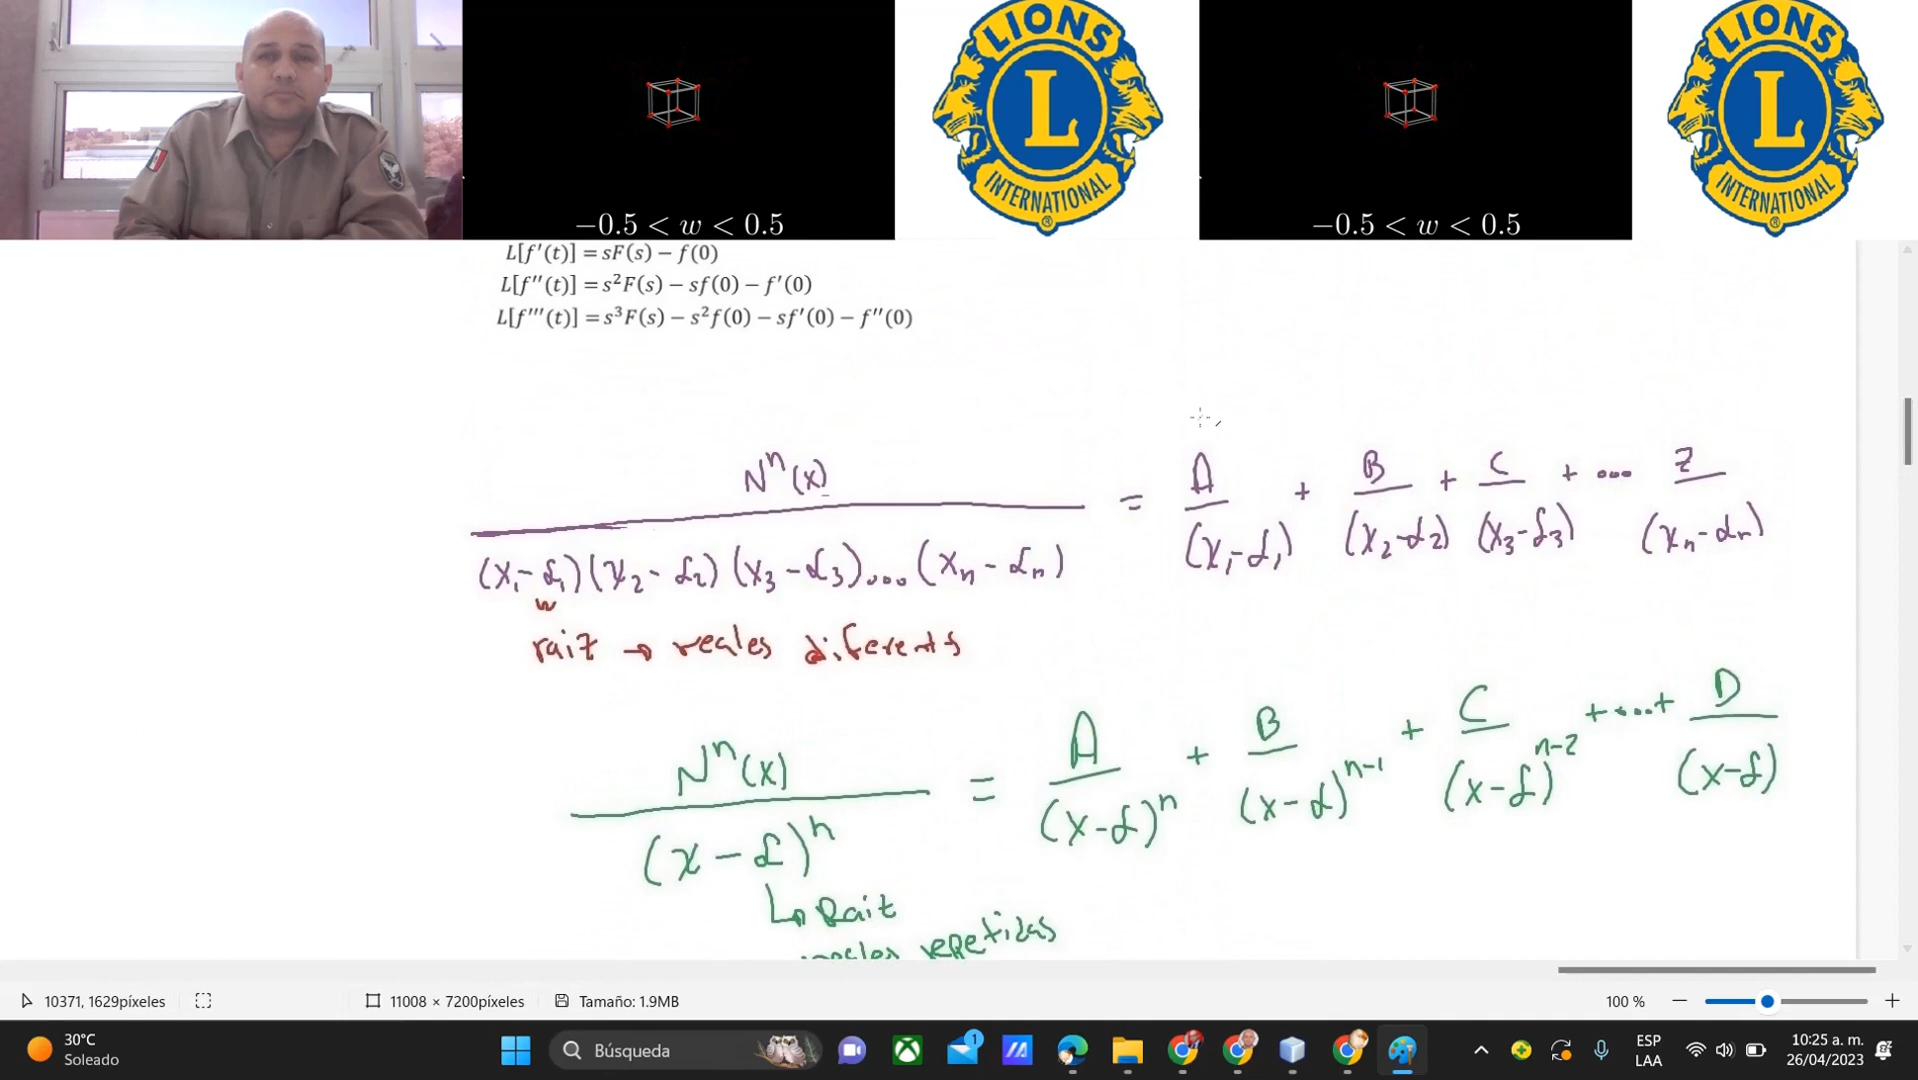 LIONS
L
INTERNATIONAL
®
LIONS
L
INTERNATIONAL
®
−0.5 < w < 0.5
−0.5 < w < 0.5
L[f′(t)] = sF(s) − f(0)
L[f′′(t)] = s²F(s) − sf(0) − f′(0)
L[f′′′(t)] = s³F(s) − s²f(0) − sf′(0) − f′′(0)
Nⁿ(x) / (x₁−α₁)(x₂−α₂)(x₃−α₃)....(xₙ−αₙ) = A/(x₁−α₁) + B/(x₂−α₂) + C/(x₃−α₃) + ... Z/(xₙ−αₙ)
raiz → reales diferents
Nⁿ(x) / (x−α)ⁿ = A/(x−α)ⁿ + B/(x−α)ⁿ⁻¹ + C/(x−α)ⁿ⁻² + ...+ D/(x−α)
↳ Raiz
reales repetidas
10371, 1629píxeles
11008 × 7200píxeles
Tamaño: 1.9MB
100 %
30°C
Soleado
Búsqueda
1
ESP
LAA
10:25 a. m.
26/04/2023